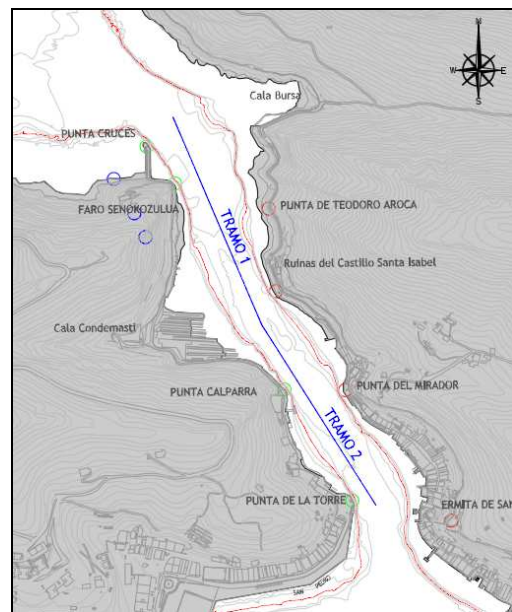 N
W E
S
Cala Bursa
PUNTA CRUCES
FARO SENOKOZULUA
PUNTA DE TEODORO AROCA
TRAMO 1
Ruinas del Castillo Santa Isabel
Cala Condemasti
PUNTA CALPARRA
PUNTA DEL MIRADOR
TRAMO 2
PUNTA DE LA TORRE
ERMITA DE SAN
SAN